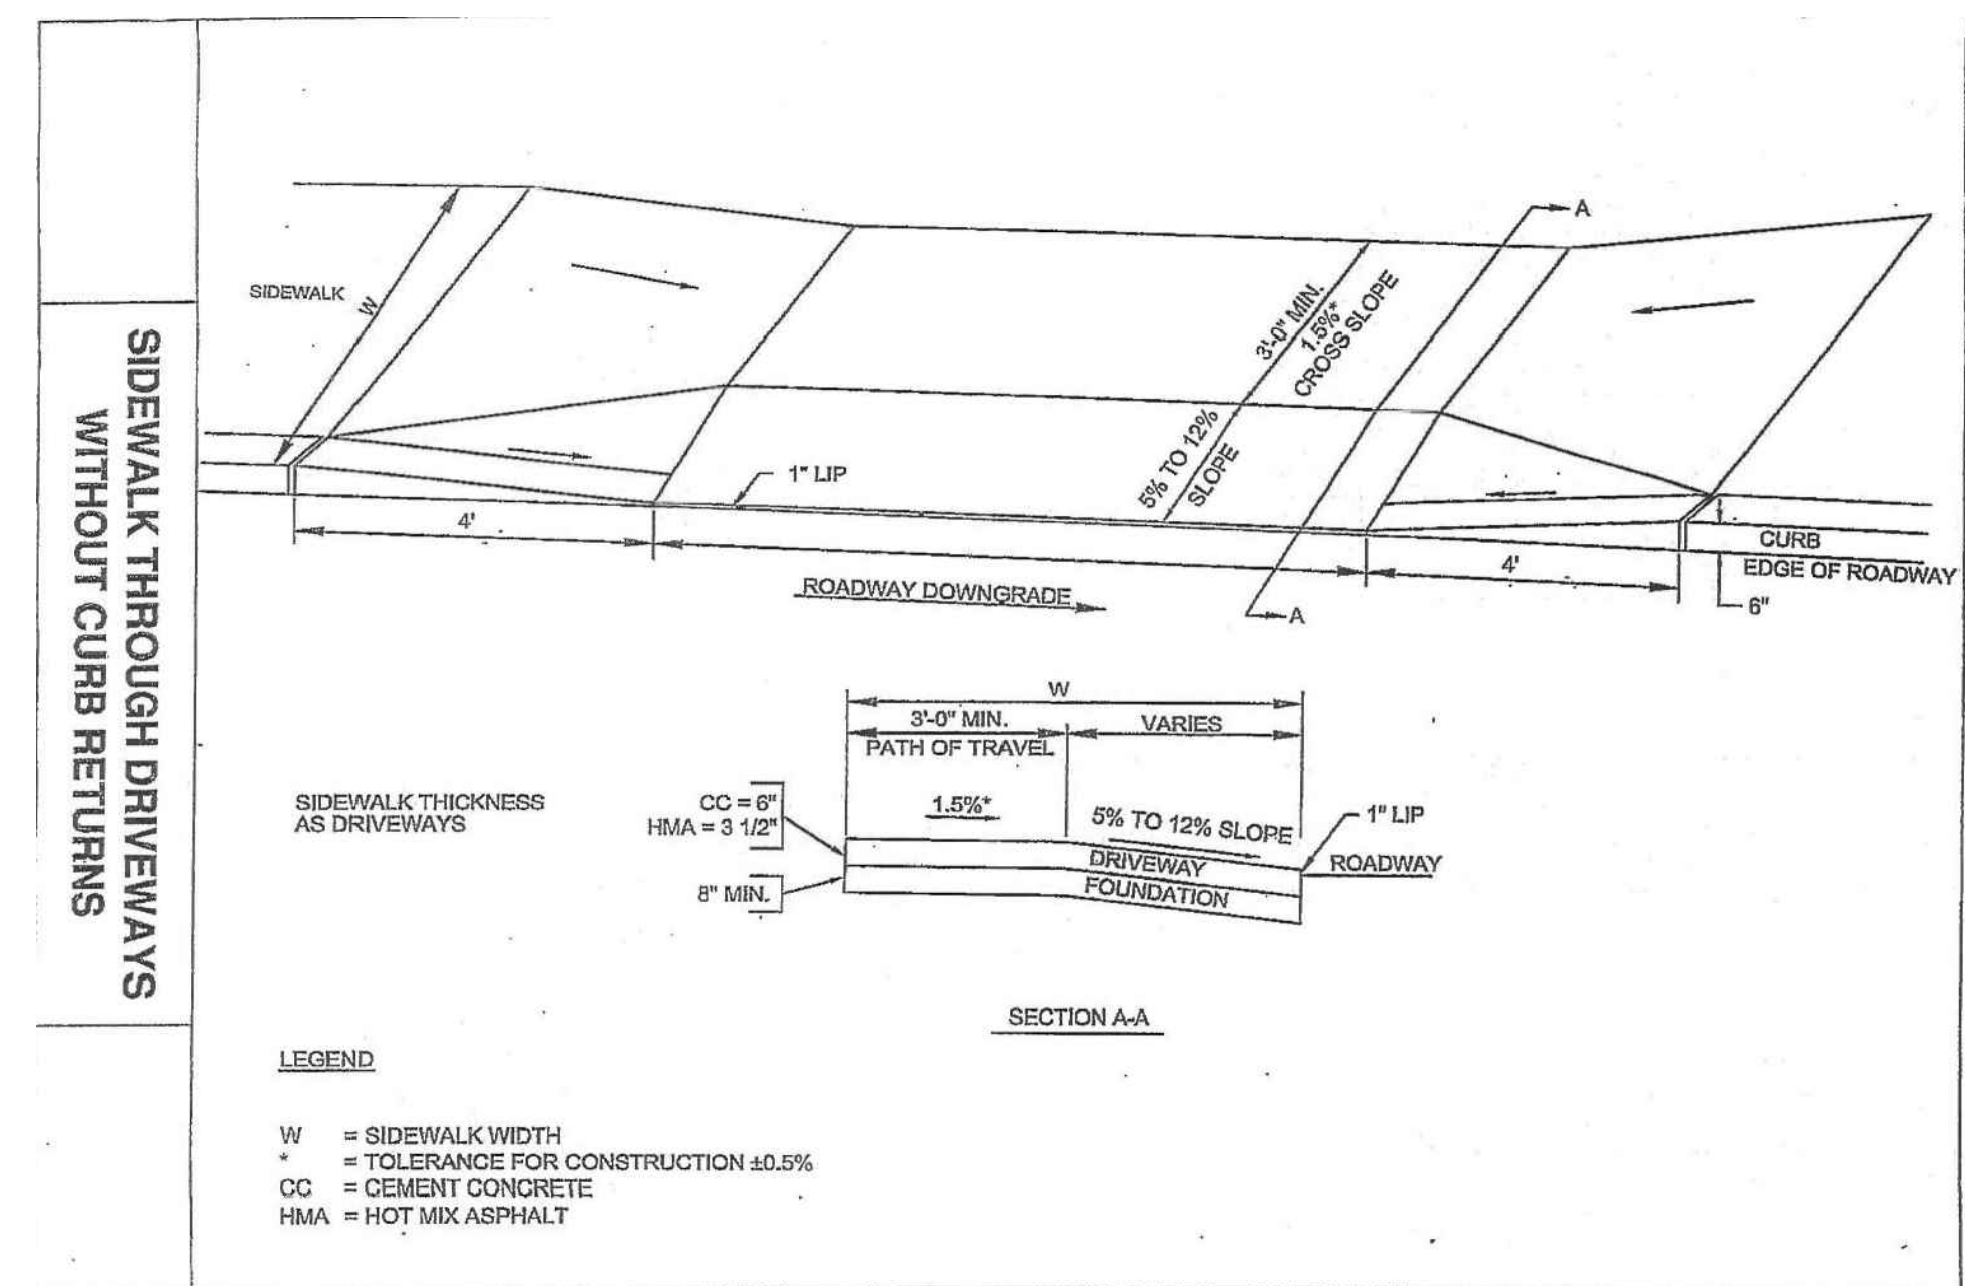 SIDEWALK THROUGH DRIVEWAYS
WITHOUT CURB RETURNS
A
SIDEWALK
W
3'-0" MIN.
1.5%*
CROSS SLOPE
5% TO 12%
SLOPE
1" LIP
4'
4'
CURB
EDGE OF ROADWAY
6"
ROADWAY DOWNGRADE
A
W
3'-0" MIN.
VARIES
PATH OF TRAVEL
SIDEWALK THICKNESS
AS DRIVEWAYS
CC = 6"
HMA = 3 1/2"
1.5%*
5% TO 12% SLOPE
1" LIP
DRIVEWAY
ROADWAY
8" MIN.
FOUNDATION
SECTION A-A
LEGEND
W = SIDEWALK WIDTH
* = TOLERANCE FOR CONSTRUCTION ±0.5%
CC = CEMENT CONCRETE
HMA = HOT MIX ASPHALT